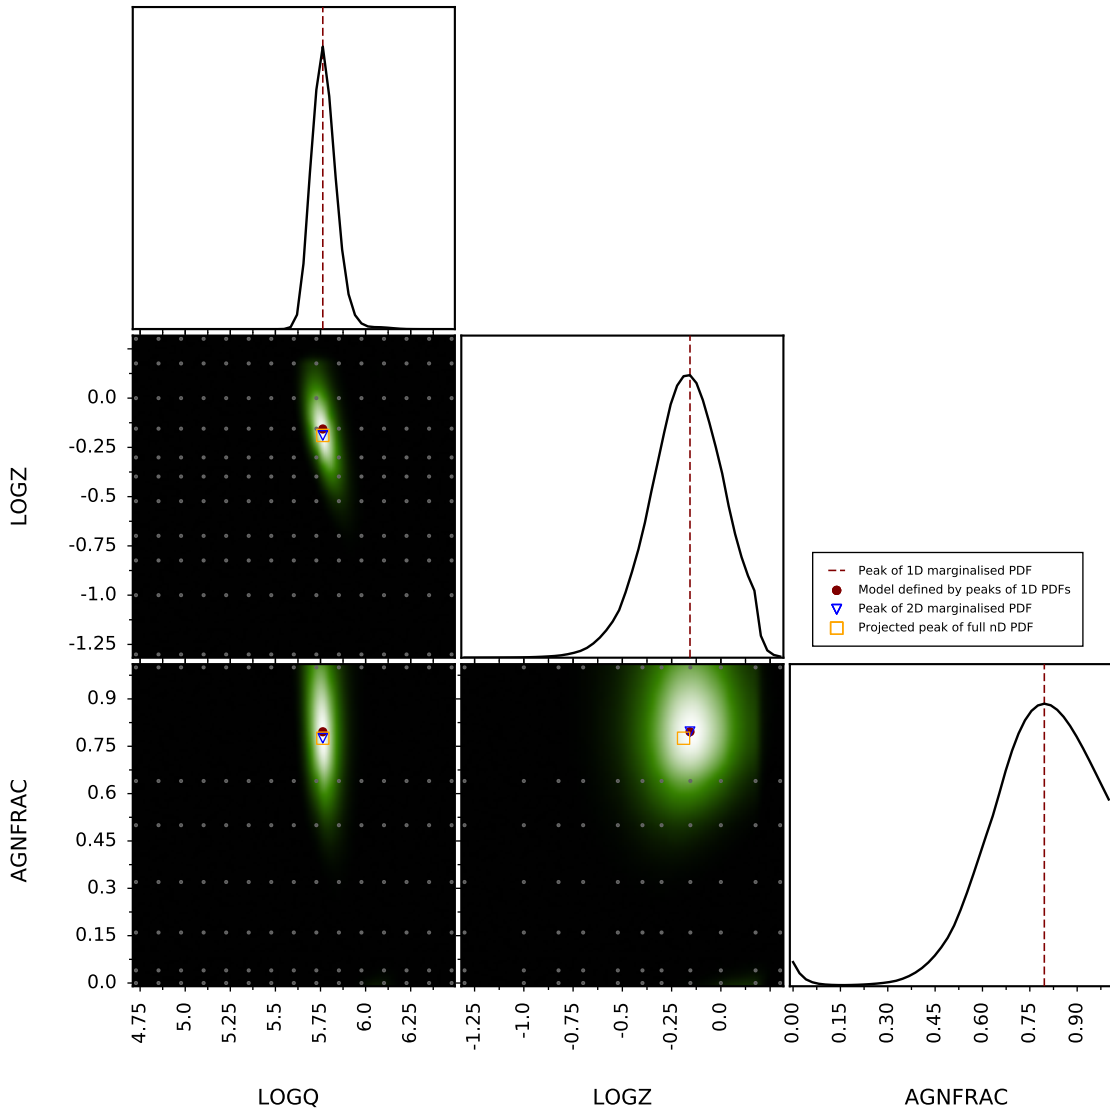 0.0
-0.25
-0.5
-0.75
-1.0
-1.25
LOGZ
Peak of 1D marginalised PDF
Model defined by peaks of 1D PDFs
Peak of 2D marginalised PDF
Projected peak of full nD PDF
0.9
0.75
0.6
0.45
0.3
0.15
0.0
AGNFRAC
4.75 5.0 5.25 5.5 5.75 6.0 6.25
-1.25 -1.0 -0.75 -0.5 -0.25 0.0
0.00 0.15 0.30 0.45 0.60 0.75 0.90
LOGQ LOGZ AGNFRAC